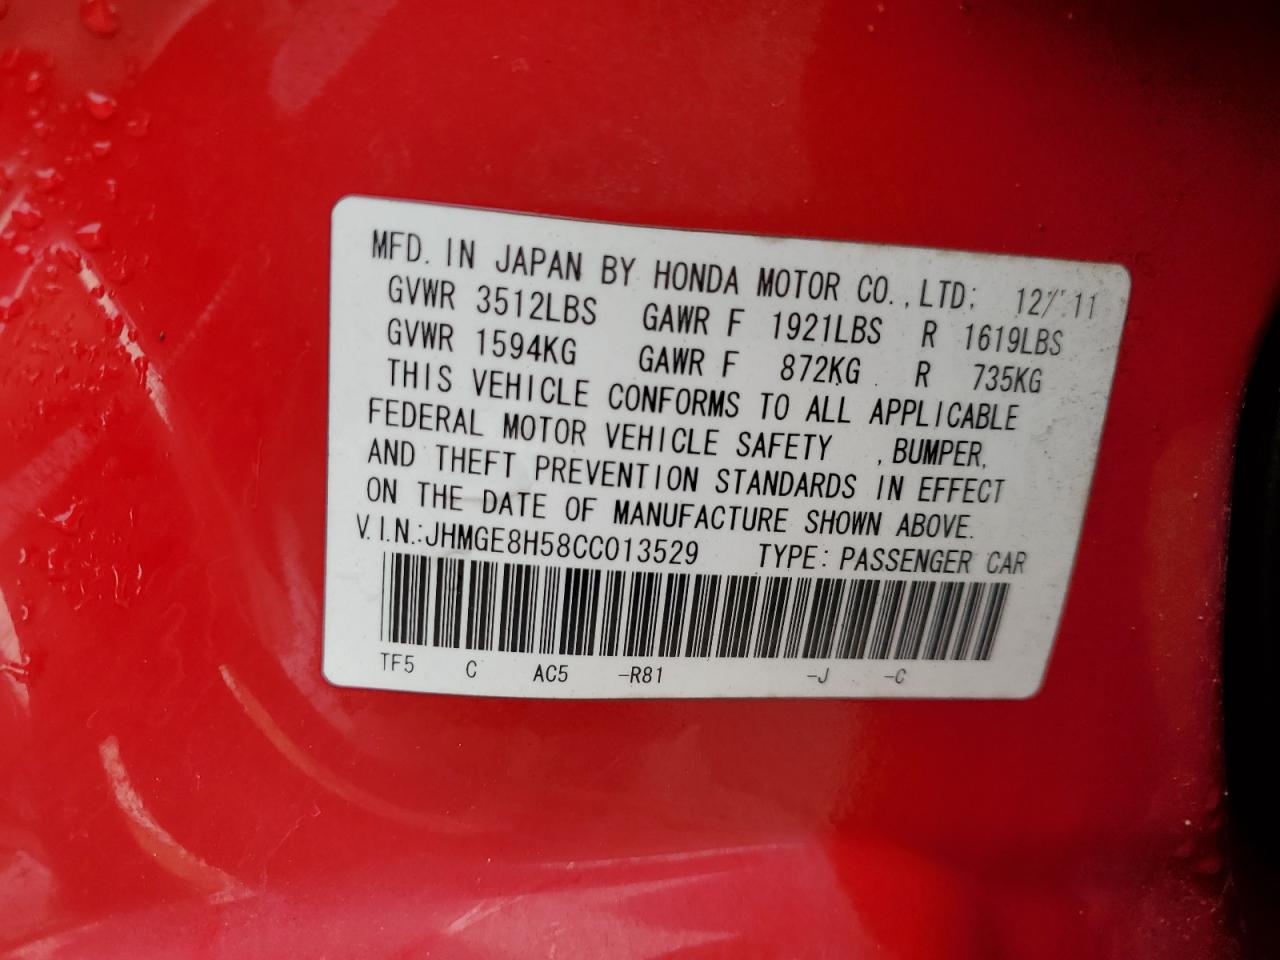 MFD. IN JAPAN BY HONDA MOTOR CO., LTD; 12/'11
GVWR 3512LBS GAWR F 1921LBS R 1619LBS
GVWR 1594KG GAWR F 872KG R 735KG
THIS VEHICLE CONFORMS TO ALL APPLICABLE
FEDERAL MOTOR VEHICLE SAFETY , BUMPER,
AND THEFT PREVENTION STANDARDS IN EFFECT
ON THE DATE OF MANUFACTURE SHOWN ABOVE.
V.I.N.:JHMGE8H58CC013529 TYPE: PASSENGER CAR
TF5 C AC5 -R81 -J -C